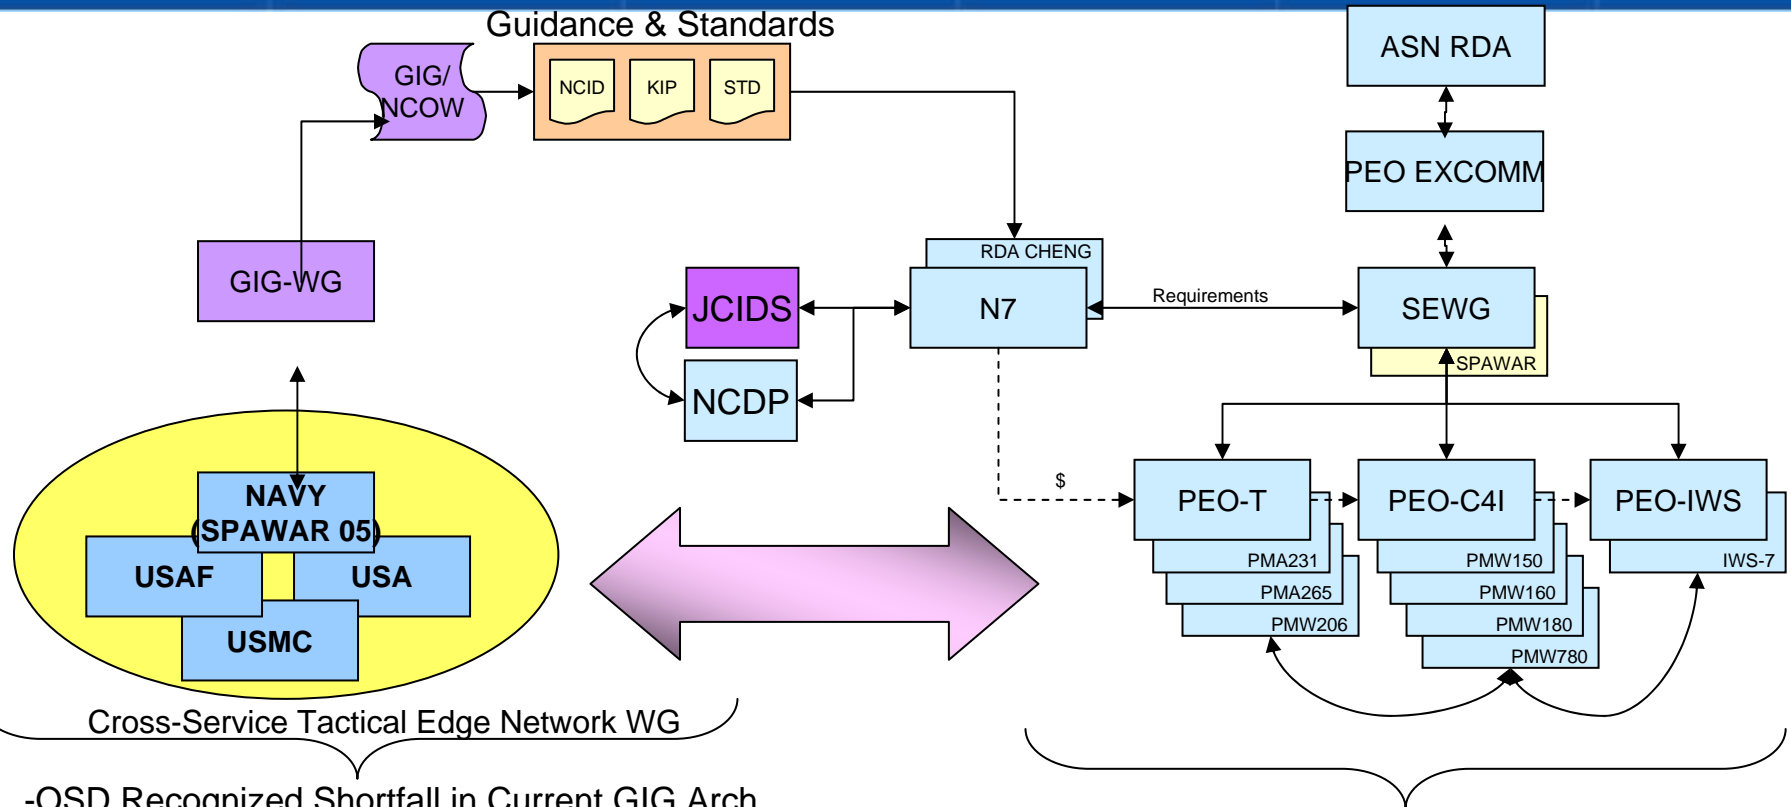 Guidance & Standards
ASN RDA
GIG/
NCOW
NCID
KIP
STD
PEO EXCOMM
RDA CHENG
GIG-WG
JCIDS
N7
Requirements
SEWG
SPAWAR
NCDP
$
NAVY
(SPAWAR 05)
USAF
USA
USMC
PEO-T
PMA231
PMA265
PMW206
PEO-C4I
PMW150
PMW160
PMW180
PMW780
PEO-IWS
IWS-7
Cross-Service Tactical Edge Network WG
-OSD Recognized Shortfall in Current GIG Arch